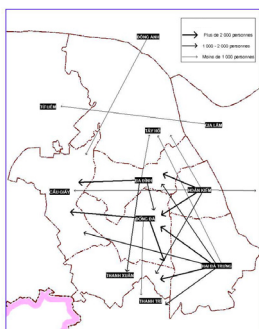 ĐÔNG ANH
Plus de 2 000 personnes
1 000 - 2 000 personnes
Moins de 1 000 personnes
TỪ LIÊM
GIA LÂM
TÂY HỒ
BA ĐÌNH
CẦU GIẤY
HOÀN KIẾM
ĐỐNG ĐA
HAI BÀ TRƯNG
THANH XUÂN
THANH TRÌ